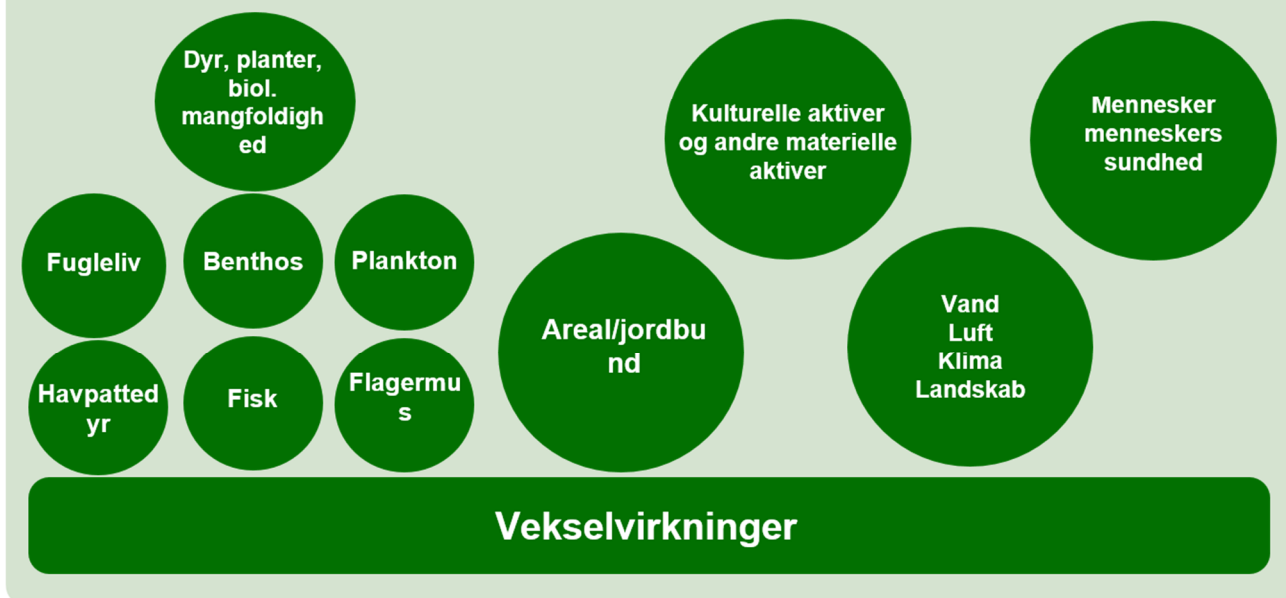 Dyr, planter,
biol.
mangfoldigh
ed
Fugleliv
Benthos
Plankton
Havpatted
yr
Fisk
Flagermu
s
Areal/jordbu
nd
Kulturelle aktiver
og andre materielle
aktiver
Vand
Luft
Klima
Landskab
Mennesker
menneskers
sundhed
Vekselvirkninger